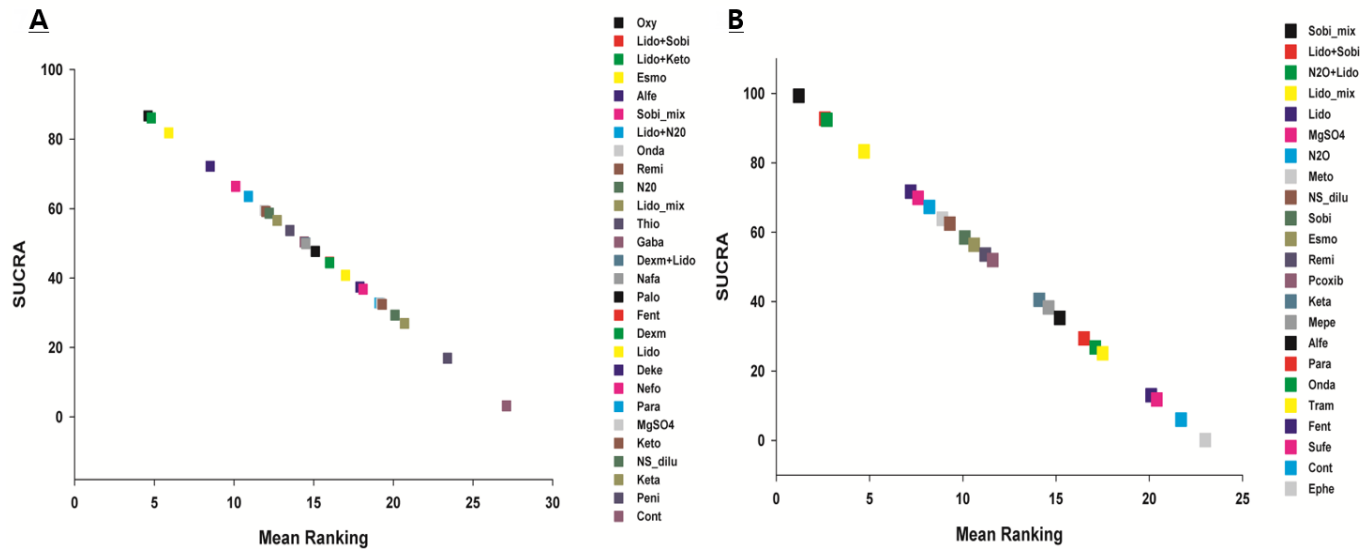 A
100
80
60
40
20
0
SUCRA
0 5 10 15 20 25 30
Mean Ranking
Oxy
Lido+Sobi
Lido+Keto
Esmo
Alfe
Sobi_mix
Lido+N20
Onda
Remi
N20
Lido_mix
Thio
Gaba
Dexm+Lido
Nafa
Palo
Fent
Dexm
Lido
Deke
Nefo
Para
MgSO4
Keto
NS_dilu
Keta
Peni
Cont
B
100
80
60
40
20
0
SUCRA
0 5 10 15 20 25
Mean Ranking
Sobi_mix
Lido+Sobi
N2O+Lido
Lido_mix
Lido
MgSO4
N2O
Meto
NS_dilu
Sobi
Esmo
Remi
Pcoxib
Keta
Mepe
Alfe
Para
Onda
Tram
Fent
Sufe
Cont
Ephe